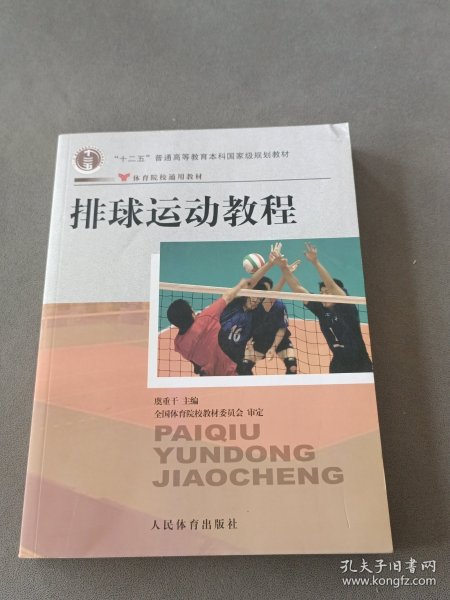 “十二五”普通高等教育本科国家级规划教材
体育院校通用教材
排球运动教程
16
1
虞重干 主编
全国体育院校教材委员会 审定
PAIQIU
YUNDONG
JIAOCHENG
人民体育出版社
孔夫子旧书网
www.kongfz.com